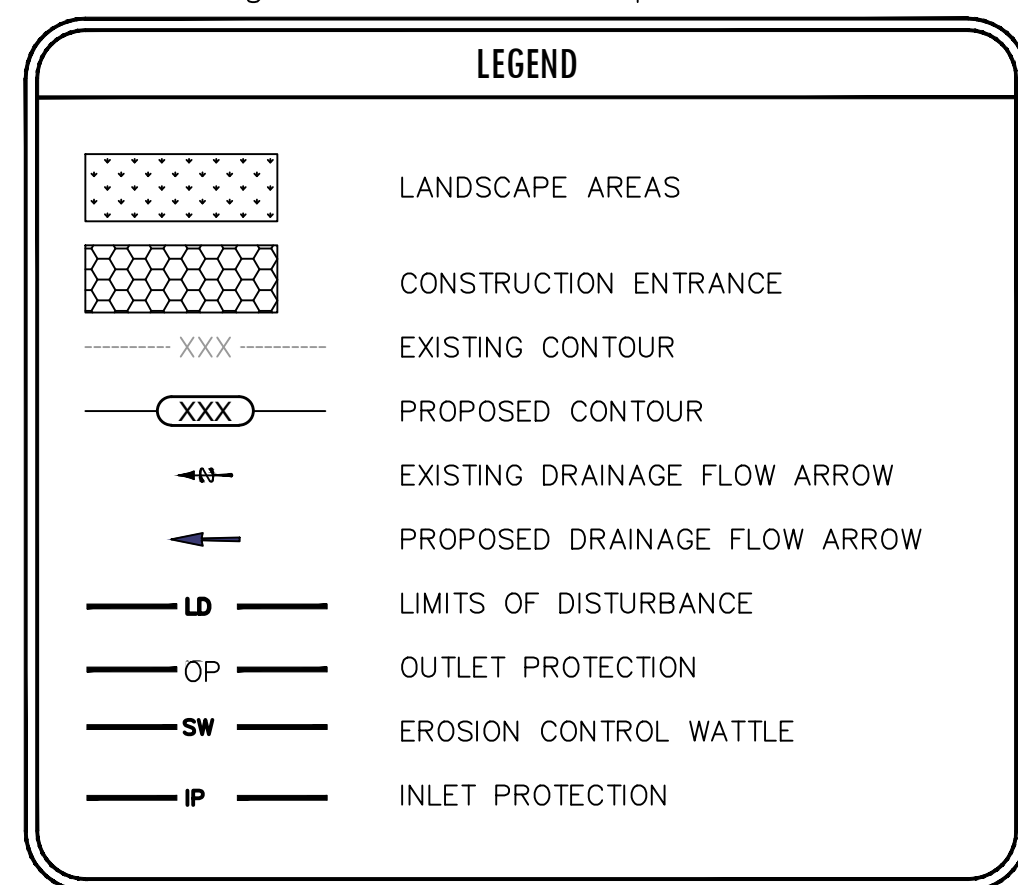 LEGEND
LANDSCAPE AREAS
CONSTRUCTION ENTRANCE
XXX EXISTING CONTOUR
XXX PROPOSED CONTOUR
EXISTING DRAINAGE FLOW ARROW
PROPOSED DRAINAGE FLOW ARROW
LD LIMITS OF DISTURBANCE
OP OUTLET PROTECTION
SW EROSION CONTROL WATTLE
IP INLET PROTECTION